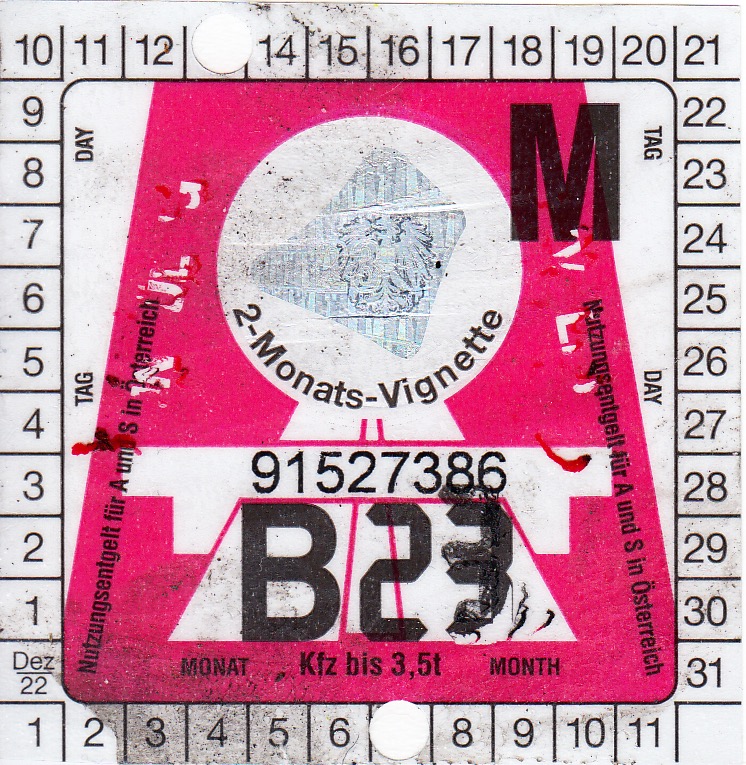 10 11 12 14 15 16 17 18 19 20 21
9 22
8 23
7 24
6 25
5 26
4 27
3 28
2 29
1 30
Dez
22
31
1 2 3 4 5 6 8 9 10 11
DAY
TAG
M
TAG
DAY
2-Monats-Vignette
Nutzungsentgelt für A und S in Österreich
Nutzungsentgelt für A und S in Österreich
91527386
B23
MONAT Kfz bis 3,5t MONTH